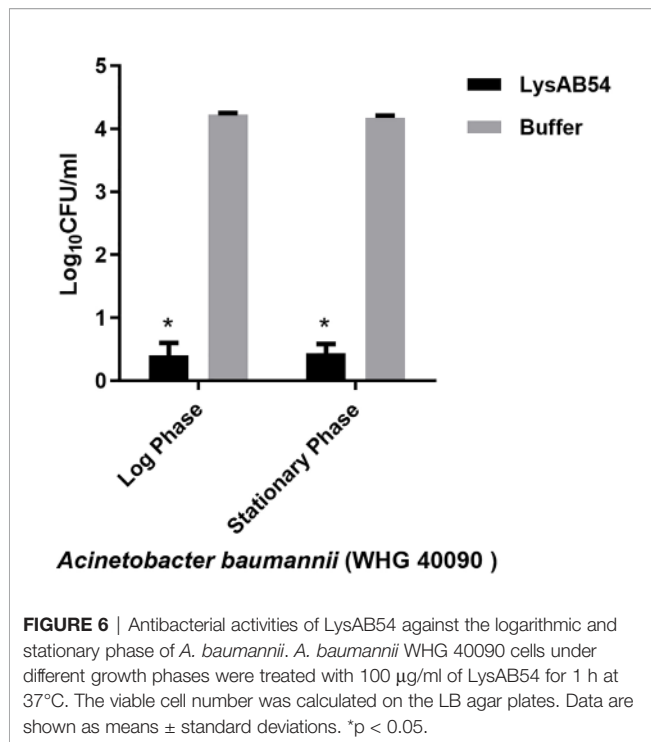 5
4
3
2
1
0
Log₁₀CFU/ml
LysAB54
Buffer
*
*
Log Phase
Stationary Phase
Acinetobacter baumannii (WHG 40090 )
FIGURE 6 | Antibacterial activities of LysAB54 against the logarithmic and
stationary phase of A. baumannii. A. baumannii WHG 40090 cells under
different growth phases were treated with 100 μg/ml of LysAB54 for 1 h at
37°C. The viable cell number was calculated on the LB agar plates. Data are
shown as means ± standard deviations. *p < 0.05.